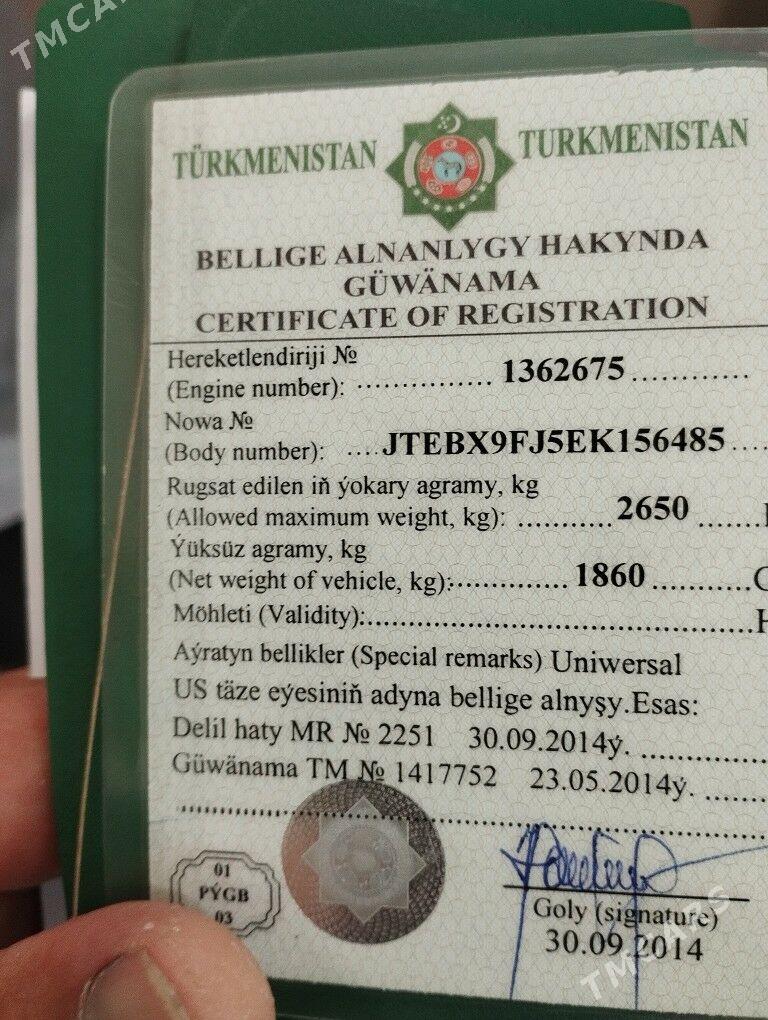 TMCARS
TÜRKMENISTAN TURKMENISTAN
BELLIGE ALNANLYGY HAKYNDA
GÜWÄNAMA
CERTIFICATE OF REGISTRATION
Hereketlendiriji №
(Engine number): ............... 1362675 .............
Nowa №
(Body number): ....JTEBX9FJ5EK156485....
Rugsat edilen iň ýokary agramy, kg
(Allowed maximum weight, kg): ...........2650 .......
Ýüksüz agramy, kg
(Net weight of vehicle, kg):.............. 1860 ...........
Möhleti (Validity):..................................................
Aýratyn bellikler (Special remarks) Uniwersal
US täze eýesiniň adyna bellige alnyşy.Esas:
Delil haty MR № 2251 30.09.2014ý. ..............
Güwänama TM № 1417752 23.05.2014ý. .......
01
PÝGB
03
Goly (signature)
30.09.2014
TMCARS